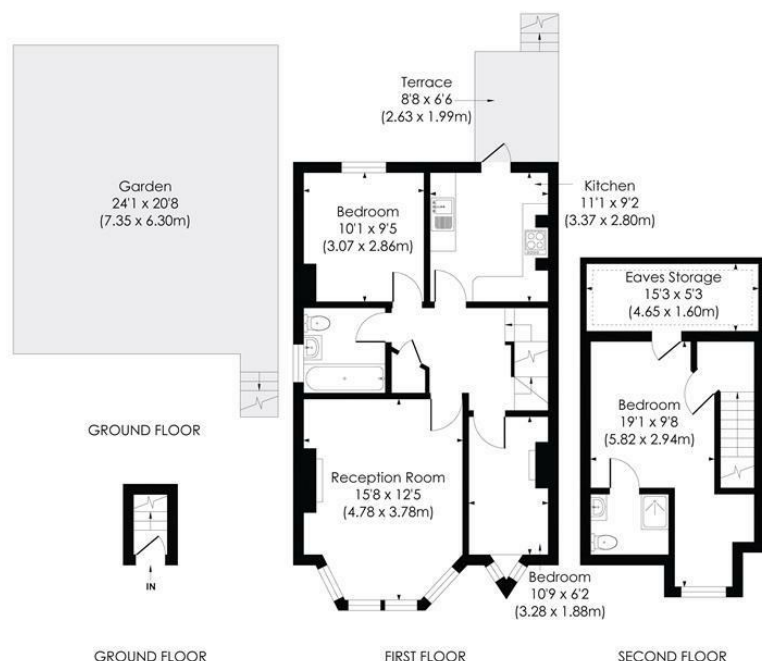 Terrace
8'8 x 6'6
(2.63 x 1.99m)
Garden
24'1 x 20'8
(7.35 x 6.30m)
Bedroom
10'1 x 9'5
(3.07 x 2.86m)
Kitchen
11'1 x 9'2
(3.37 x 2.80m)
Eaves Storage
15'3 x 5'3
(4.65 x 1.60m)
Bedroom
19'1 x 9'8
(5.82 x 2.94m)
GROUND FLOOR
Reception Room
15'8 x 12'5
(4.78 x 3.78m)
IN
Bedroom
10'9 x 6'2
(3.28 x 1.88m)
GROUND FLOOR
FIRST FLOOR
SECOND FLOOR